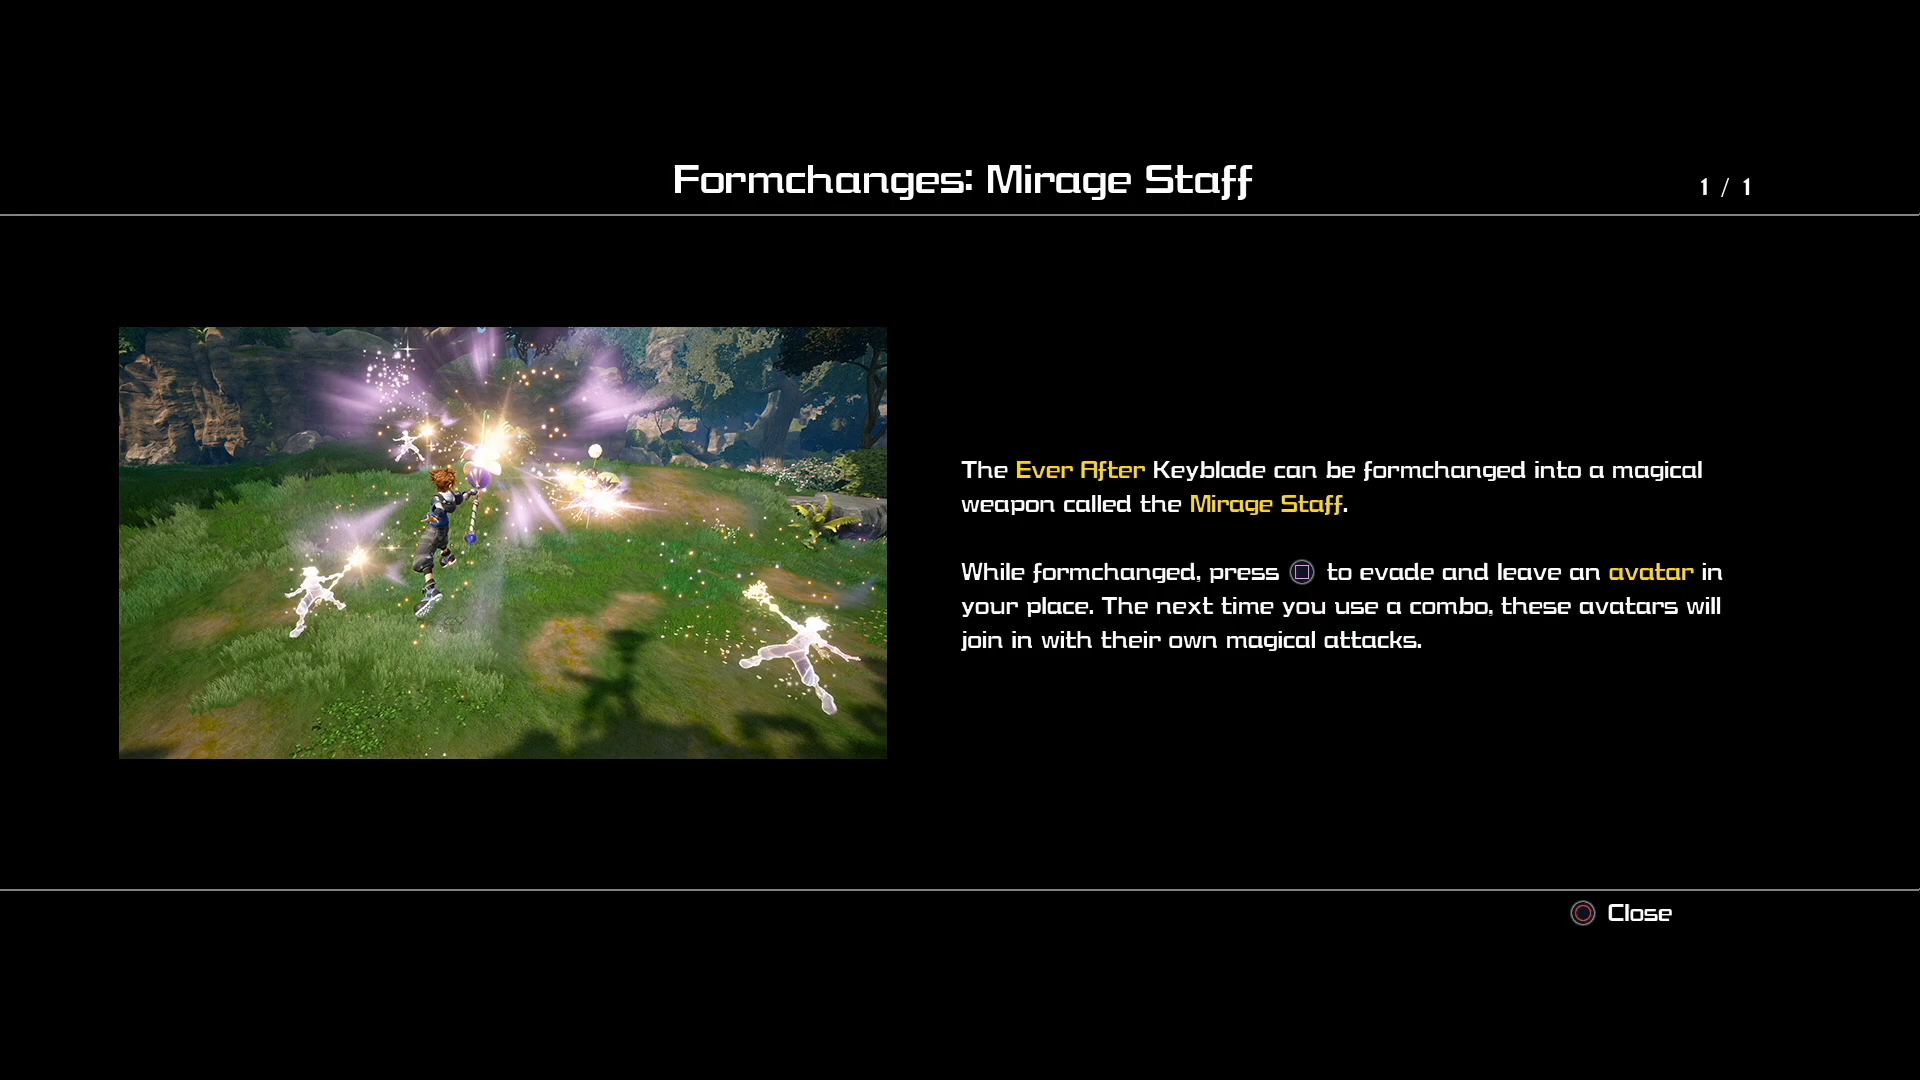 Formchanges: Mirage Staff
1 / 1
The Ever After Keyblade can be formchanged into a magical
weapon called the Mirage Staff.
While formchanged, press to evade and leave an avatar in
your place. The next time you use a combo, these avatars will
join in with their own magical attacks.
Close